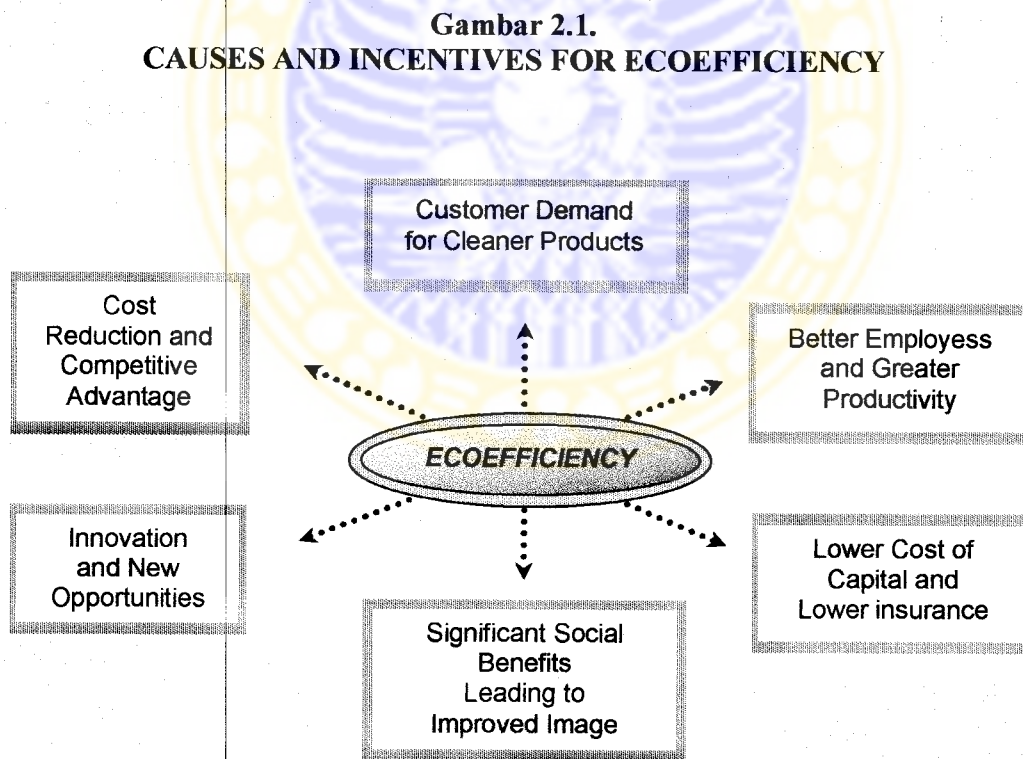 Gambar 2.1.
CAUSES AND INCENTIVES FOR ECOEFFICIENCY
Customer Demand
for Cleaner Products
Cost
Reduction and
Competitive
Advantage
Better Employess
and Greater
Productivity
ECOEFFICIENCY
Innovation
and New
Opportunities
Lower Cost of
Capital and
Lower insurance
Significant Social
Benefits
Leading to
Improved Image